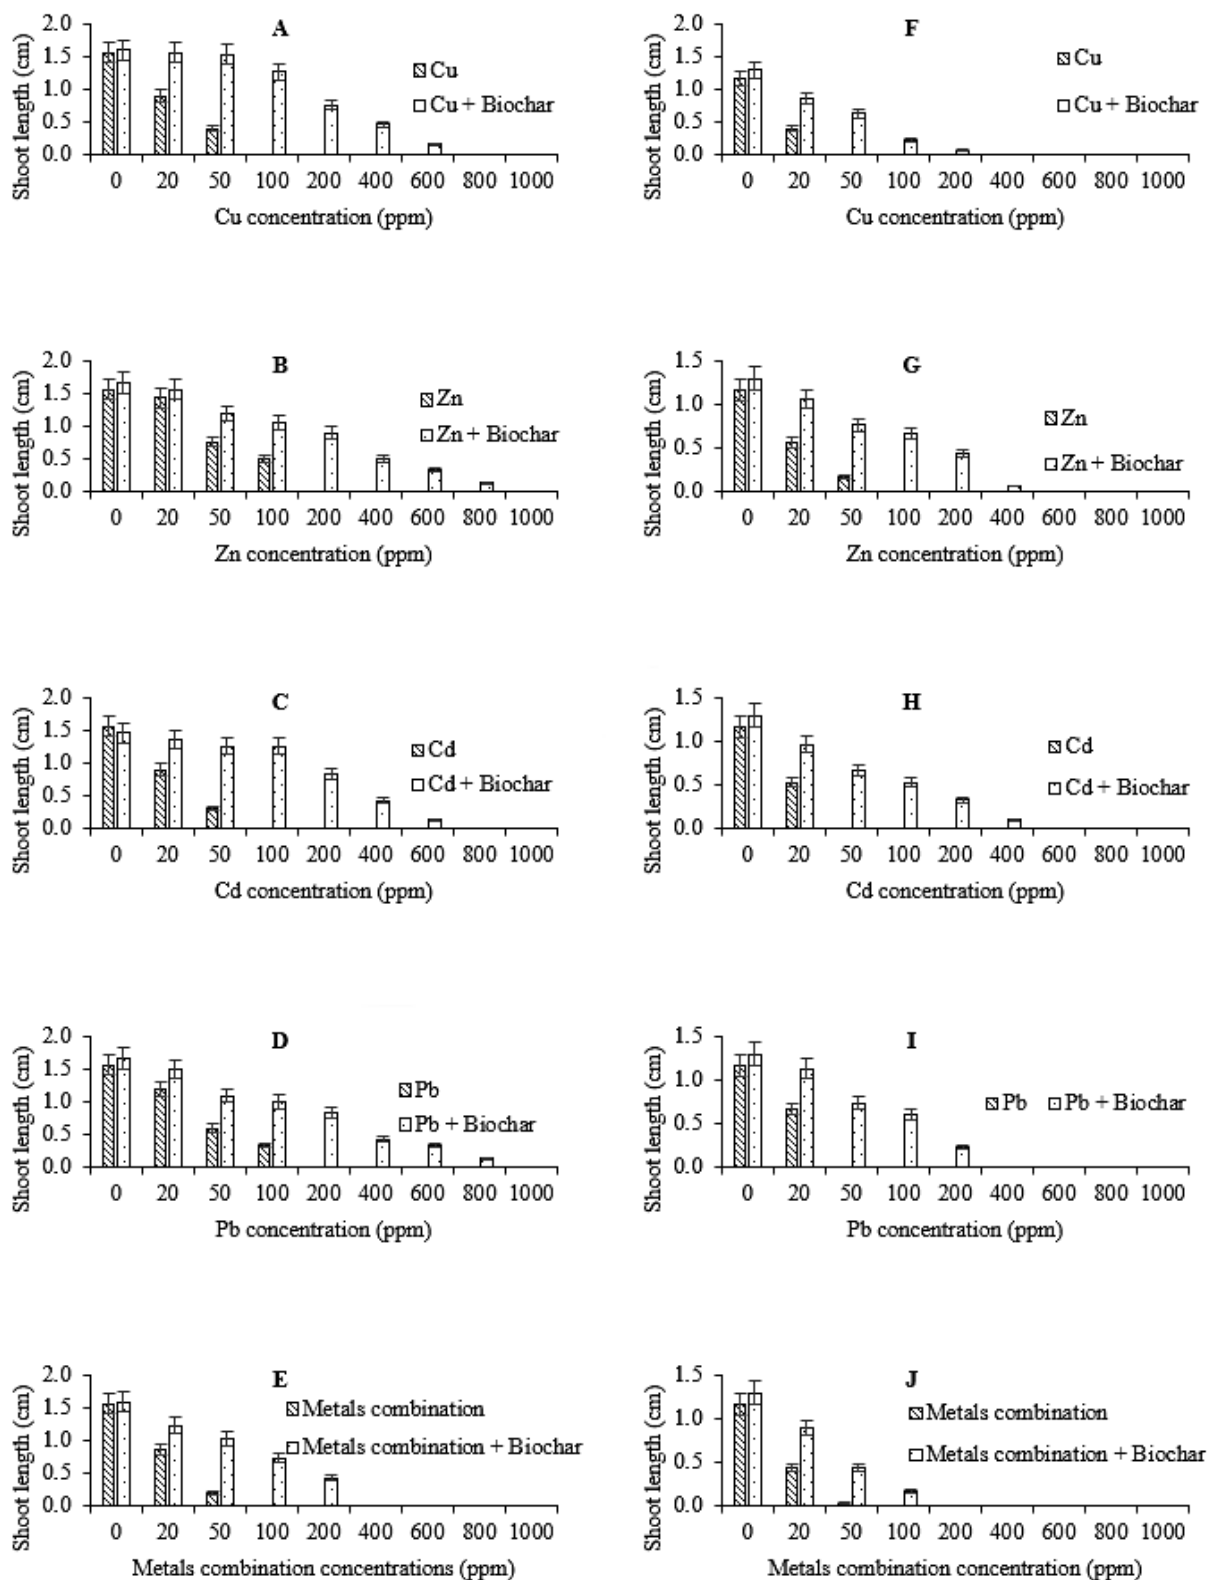 A
Shoot length (cm)
2.0
1.5
1.0
0.5
0.0
Cu
Cu + Biochar
0 20 50 100 200 400 600 800 1000
Cu concentration (ppm)
F
Shoot length (cm)
2.0
1.5
1.0
0.5
0.0
Cu
Cu + Biochar
0 20 50 100 200 400 600 800 1000
Cu concentration (ppm)
B
Shoot length (cm)
2.0
1.5
1.0
0.5
0.0
Zn
Zn + Biochar
0 20 50 100 200 400 600 800 1000
Zn concentration (ppm)
G
Shoot length (cm)
1.5
1.0
0.5
0.0
Zn
Zn + Biochar
0 20 50 100 200 400 600 800 1000
Zn concentration (ppm)
C
Shoot length (cm)
2.0
1.5
1.0
0.5
0.0
Cd
Cd + Biochar
0 20 50 100 200 400 600 800 1000
Cd concentration (ppm)
H
Shoot length (cm)
1.5
1.0
0.5
0.0
Cd
Cd + Biochar
0 20 50 100 200 400 600 800 1000
Cd concentration (ppm)
D
Shoot length (cm)
2.0
1.5
1.0
0.5
0.0
Pb
Pb + Biochar
0 20 50 100 200 400 600 800 1000
Pb concentration (ppm)
I
Shoot length (cm)
1.5
1.0
0.5
0.0
Pb Pb + Biochar
0 20 50 100 200 400 600 800 1000
Pb concentration (ppm)
E
Shoot length (cm)
2.0
1.5
1.0
0.5
0.0
Metals combination
Metals combination + Biochar
0 20 50 100 200 400 600 800 1000
Metals combination concentrations (ppm)
J
Shoot length (cm)
1.5
1.0
0.5
0.0
Metals combination
Metals combination + Biochar
0 20 50 100 200 400 600 800 1000
Metals combination concentration (ppm)